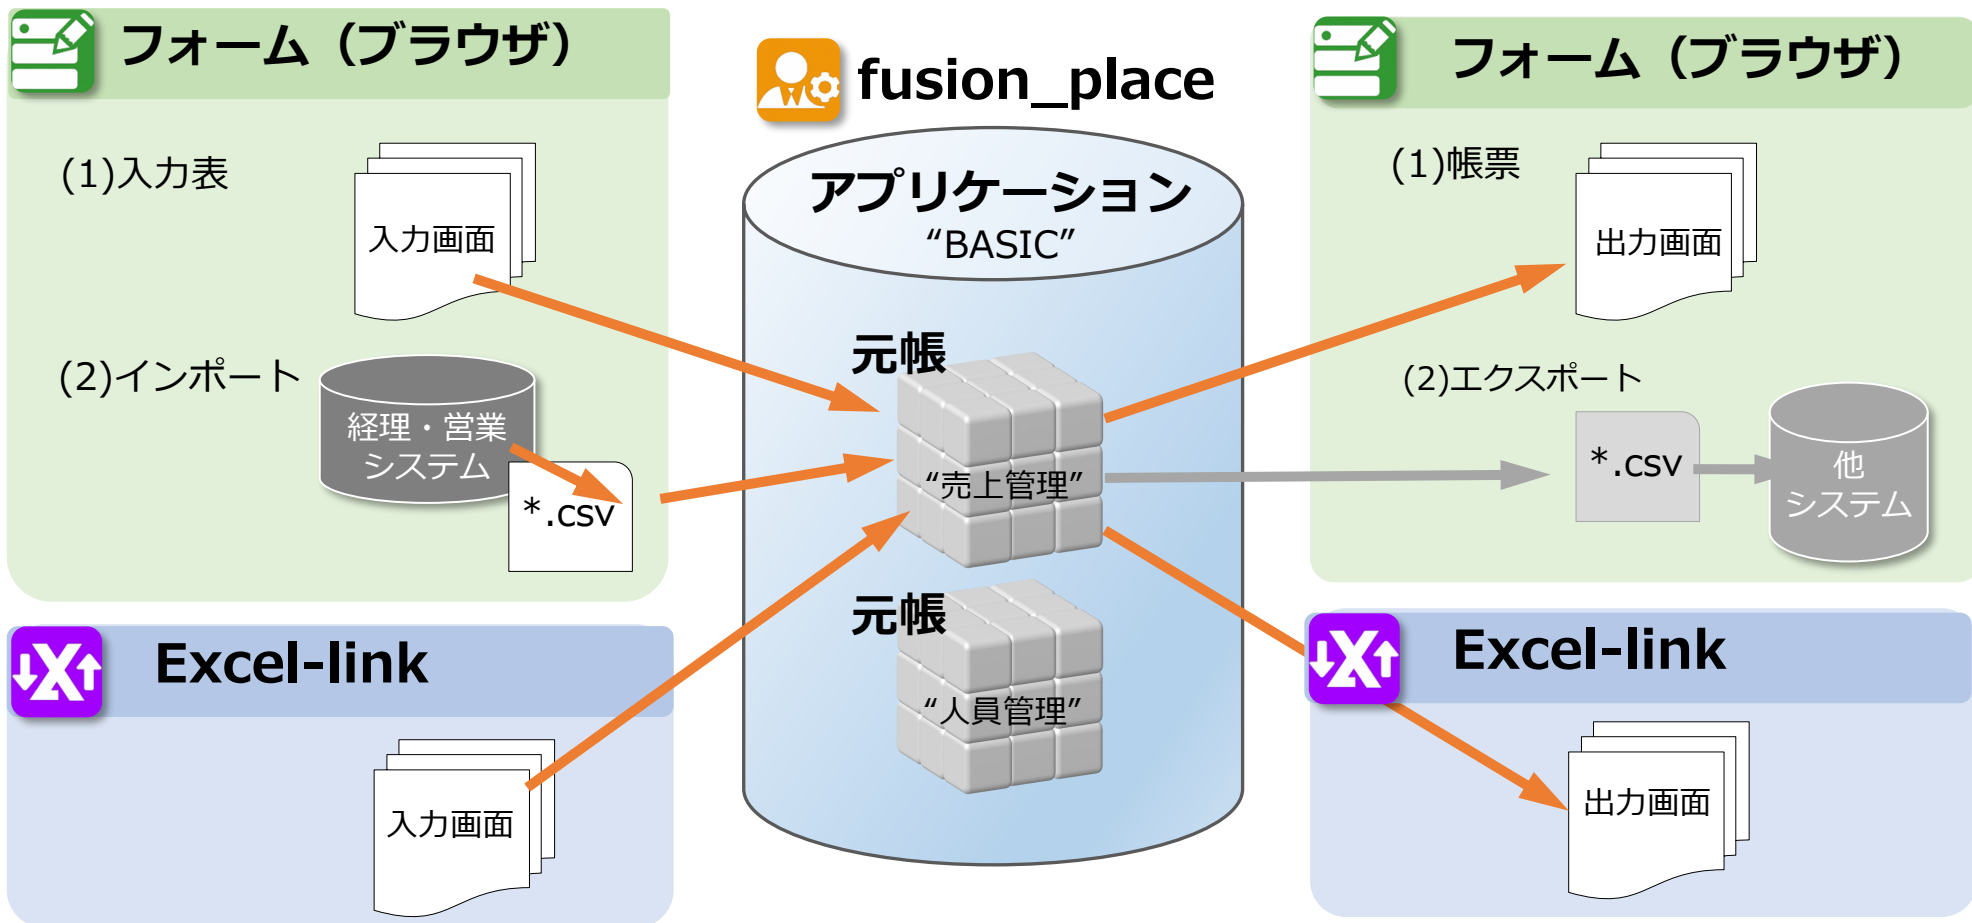 フォーム（ブラウザ）
(1)入力表
入力画面
(2)インポート
経理・営業
システム
*.csv
Excel-link
入力画面
fusion_place
アプリケーション
“BASIC”
元帳
“売上管理”
元帳
“人員管理”
フォーム（ブラウザ）
(1)帳票
出力画面
(2)エクスポート
*.csv
他
システム
Excel-link
出力画面